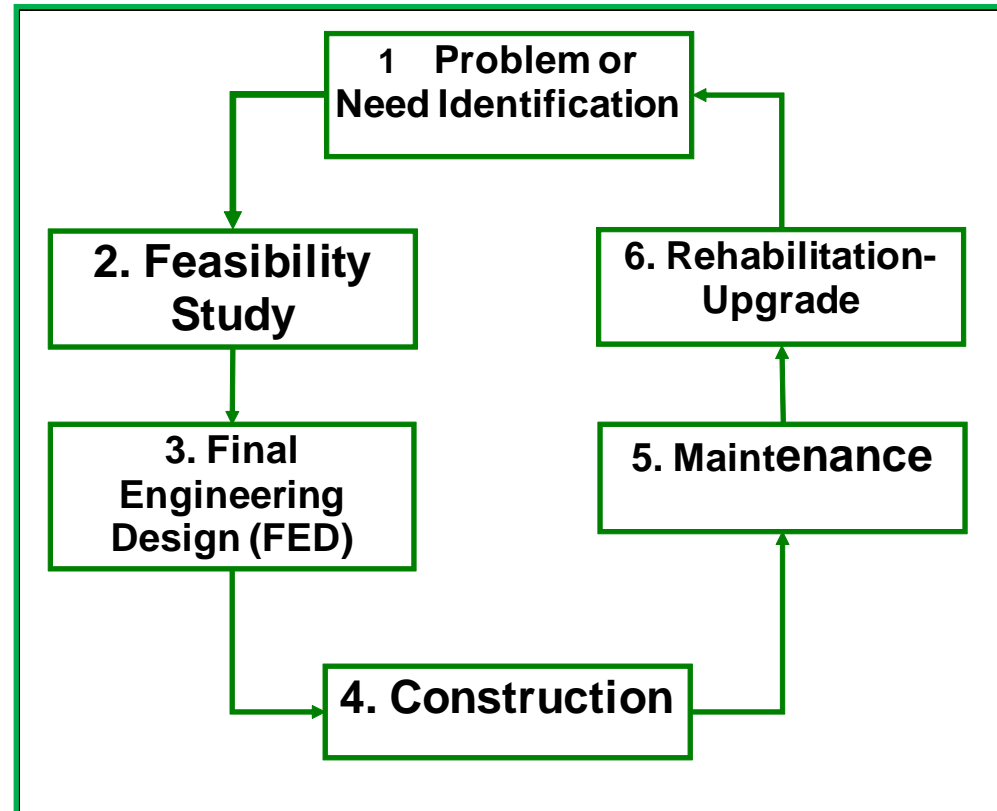 1 Problem or
Need Identification
2. Feasibility
Study
3. Final
Engineering
Design (FED)
4. Construction
5. Maintenance
6. Rehabilitation-
Upgrade